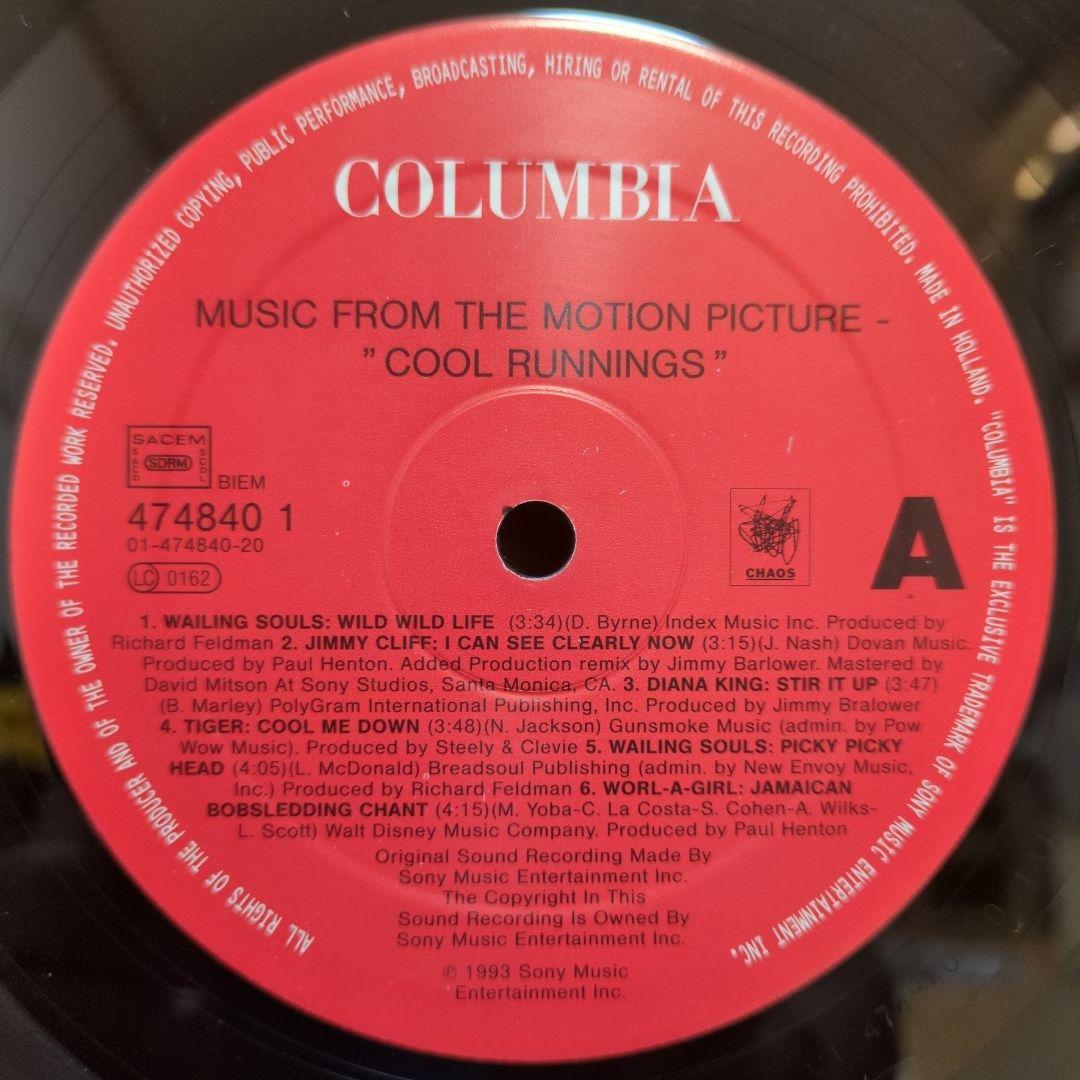 ALL RIGHTS OF THE PRODUCER AND OF THE OWNER OF THE RECORDED WORK RESERVED. UNAUTHORIZED COPYING, PUBLIC PERFORMANCE, BROADCASTING, HIRING OR RENTAL OF THIS RECORDING PROHIBITED. MADE IN HOLLAND. "COLUMBIA" IS THE EXCLUSIVE TRADEMARK OF SONY MUSIC ENTERTAINMENT INC.
COLUMBIA
MUSIC FROM THE MOTION PICTURE -
"COOL RUNNINGS"
SACEM
SACD
SDRM
SGDL
BIEM
474840 1
01-474840-20
LC 0162
CHAOS
A
1. WAILING SOULS: WILD WILD LIFE (3:34)(D. Byrne) Index Music Inc. Produced by
Richard Feldman 2. JIMMY CLIFF: I CAN SEE CLEARLY NOW (3:15)(J. Nash) Dovan Music.
Produced by Paul Henton. Added Production remix by Jimmy Barlower. Mastered by
David Mitson At Sony Studios, Santa Monica, CA. 3. DIANA KING: STIR IT UP (3:47)
(B. Marley) PolyGram International Publishing, Inc. Produced by Jimmy Bralower
4. TIGER: COOL ME DOWN (3:48)(N. Jackson) Gunsmoke Music (admin. by Pow
Wow Music). Produced by Steely & Clevie 5. WAILING SOULS: PICKY PICKY
HEAD (4:05)(L. McDonald) Breadsoul Publishing (admin. by New Envoy Music,
Inc.) Produced by Richard Feldman 6. WORL-A-GIRL: JAMAICAN
BOBSLEDDING CHANT (4:15)(M. Yoba-C. La Costa-S. Cohen-A. Wilks-
L. Scott) Walt Disney Music Company. Produced by Paul Henton
Original Sound Recording Made By
Sony Music Entertainment Inc.
The Copyright In This
Sound Recording Is Owned By
Sony Music Entertainment Inc.
℗ 1993 Sony Music
Entertainment Inc.